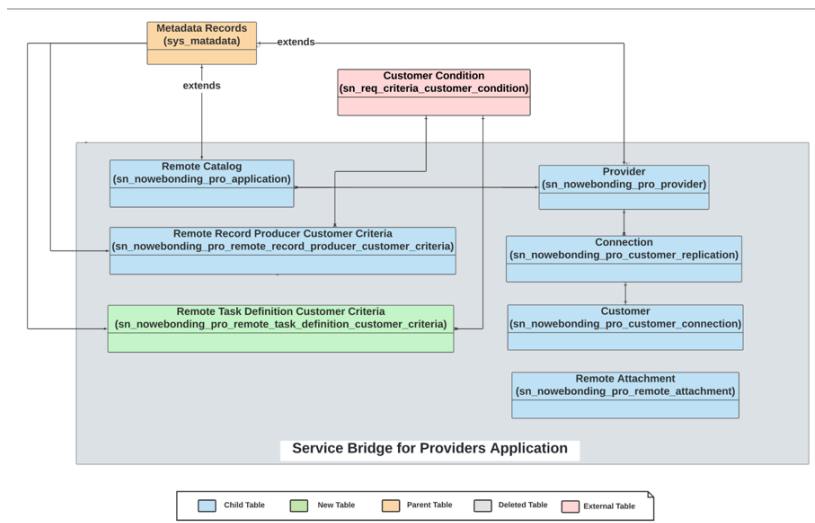 Metadata Records
(sys_matadata)
extends
extends
Customer Condition
(sn_req_criteria_customer_condition)
Remote Catalog
(sn_nowebonding_pro_application)
Provider
(sn_nowebonding_pro_provider)
Remote Record Producer Customer Criteria
(sn_nowebonding_pro_remote_record_producer_customer_criteria)
Connection
(sn_nowebonding_pro_customer_replication)
Remote Task Definition Customer Criteria
(sn_nowebonding_pro_remote_task_definition_customer_criteria)
Customer
(sn_nowebonding_pro_customer_connection)
Remote Attachment
(sn_nowebonding_pro_remote_attachment)
Service Bridge for Providers Application
Child Table
New Table
Parent Table
Deleted Table
External Table